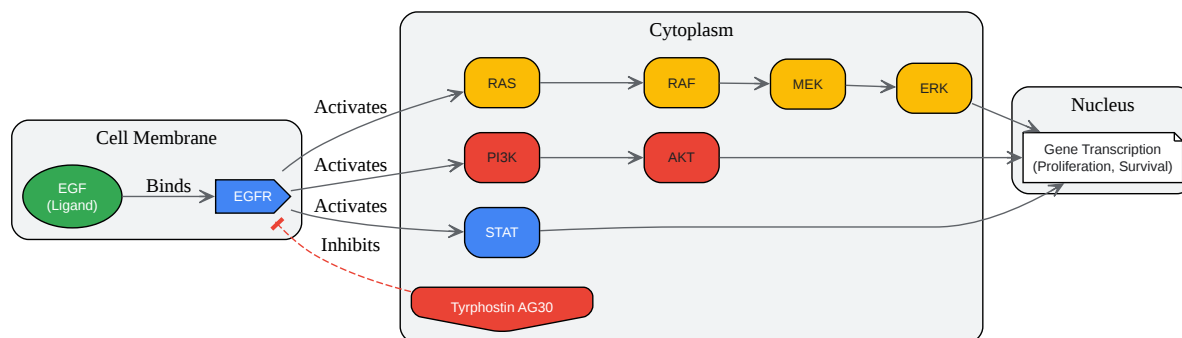 Cytoplasm
RAS
RAF
MEK
ERK
Activates
Nucleus
Cell Membrane
Gene Transcription
(Proliferation, Survival)
PI3K
AKT
Activates
EGF
(Ligand)
Binds
EGFR
Activates
STAT
Inhibits
Tyrphostin AG30